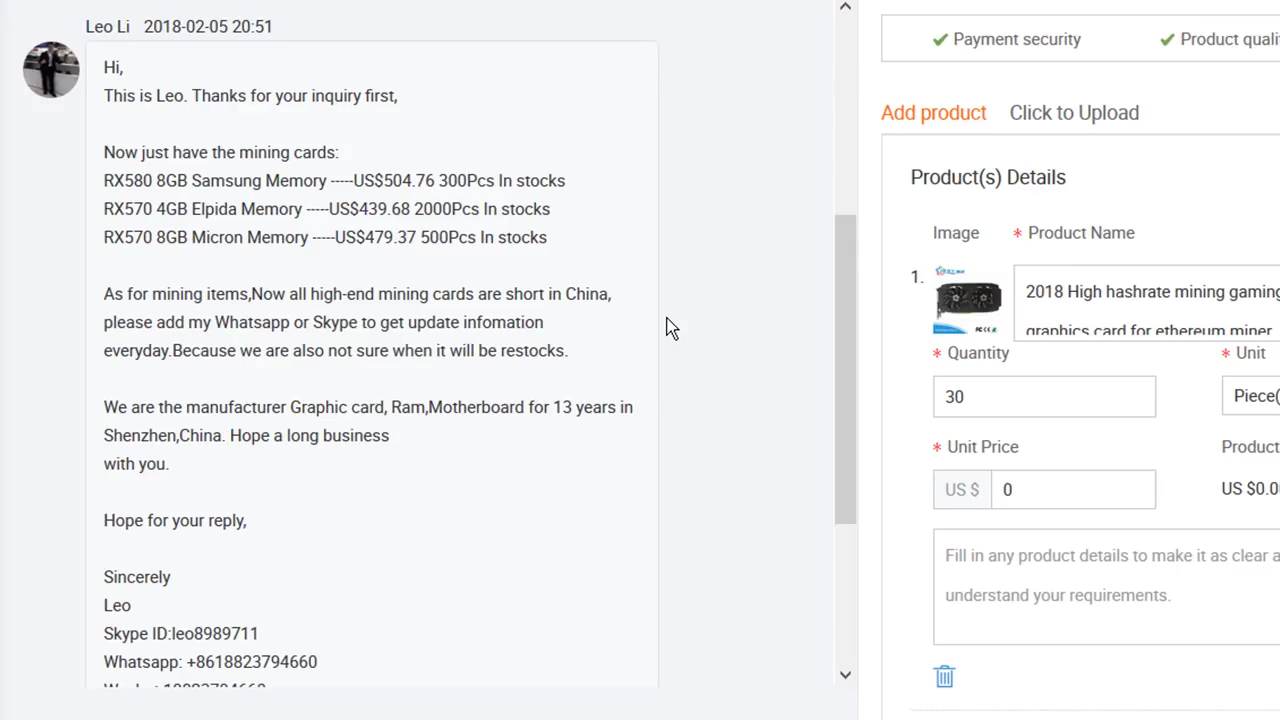 Leo Li 2018-02-05 20:51
Hi,
This is Leo. Thanks for your inquiry first,
Now just have the mining cards:
RX580 8GB Samsung Memory -----US$504.76 300Pcs In stocks
RX570 4GB Elpida Memory -----US$439.68 2000Pcs In stocks
RX570 8GB Micron Memory -----US$479.37 500Pcs In stocks
As for mining items,Now all high-end mining cards are short in China,
please add my Whatsapp or Skype to get update infomation
everyday.Because we are also not sure when it will be restocks.
We are the manufacturer Graphic card, Ram,Motherboard for 13 years in
Shenzhen,China. Hope a long business
with you.
Hope for your reply,
Sincerely
Leo
Skype ID:leo8989711
Whatsapp: +8618823794660
Payment security
Product quali
Add product Click to Upload
Product(s) Details
Image * Product Name
1.
2018 High hashrate mining gaming
graphics card for ethereum miner
* Quantity * Unit
30 Piece(
* Unit Price Product
US $ 0 US $0.0
Fill in any product details to make it as clear a
understand your requirements.